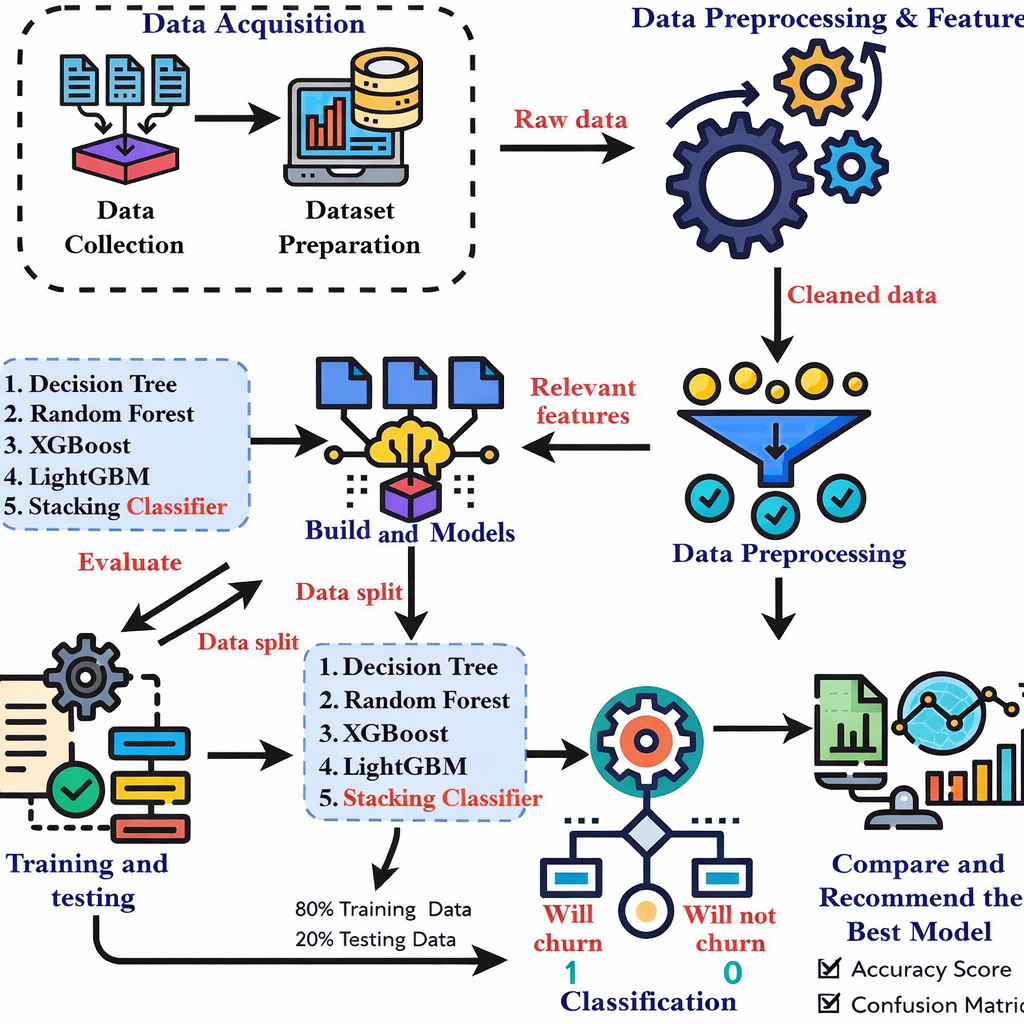 Data Acquisition
Data Preprocessing & Feature
Raw data
Data
Collection
Dataset
Preparation
Cleaned data
1. Decision Tree
2. Random Forest
3. XGBoost
4. LightGBM
5. Stacking Classifier
Relevant
features
Build and Models
Data Preprocessing
Evaluate
Data split
Data split
1. Decision Tree
2. Random Forest
3. XGBoost
4. LightGBM
5. Stacking Classifier
Training and
testing
80% Training Data
20% Testing Data
Will
churn
1
Will not
churn
0
Classification
Compare and
Recommend the
Best Model
Accuracy Score
Confusion Matric